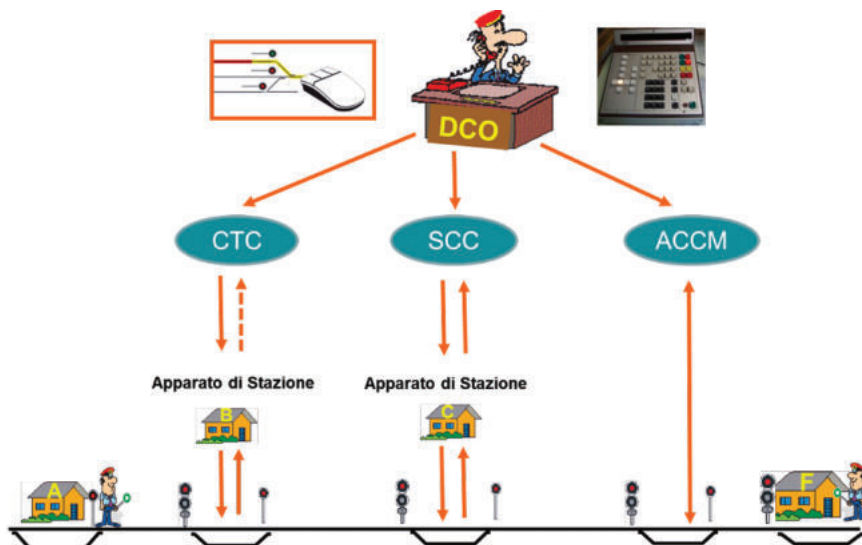 DCO
CTC
SCC
ACCM
Apparato di Stazione
Apparato di Stazione
B
C
A
F